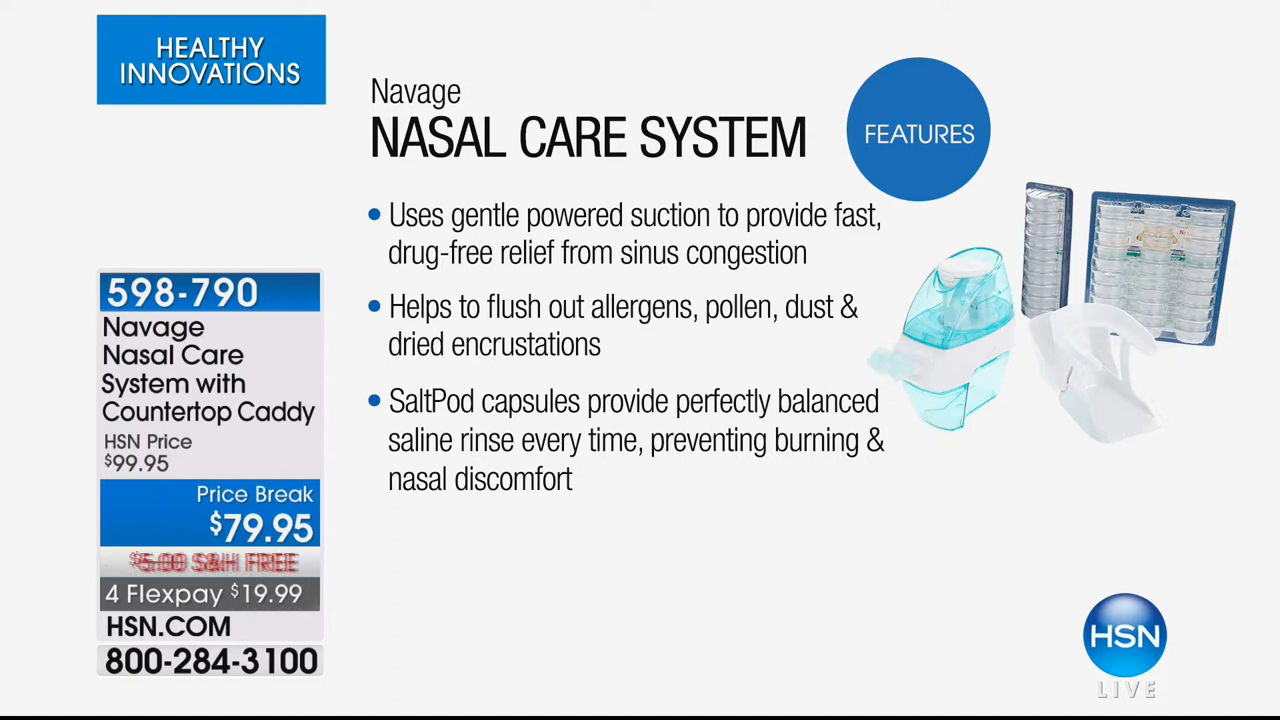 HEALTHY
INNOVATIONS
Navage
NASAL CARE SYSTEM
FEATURES
• Uses gentle powered suction to provide fast,
drug-free relief from sinus congestion
• Helps to flush out allergens, pollen, dust &
dried encrustations
• SaltPod capsules provide perfectly balanced
saline rinse every time, preventing burning &
nasal discomfort
598-790
Navage
Nasal Care
System with
Countertop Caddy
HSN Price
$99.95
Price Break
$79.95
$5.00 S&H FREE
4 Flexpay $19.99
HSN.COM
800-284-3100
HSN
LIVE